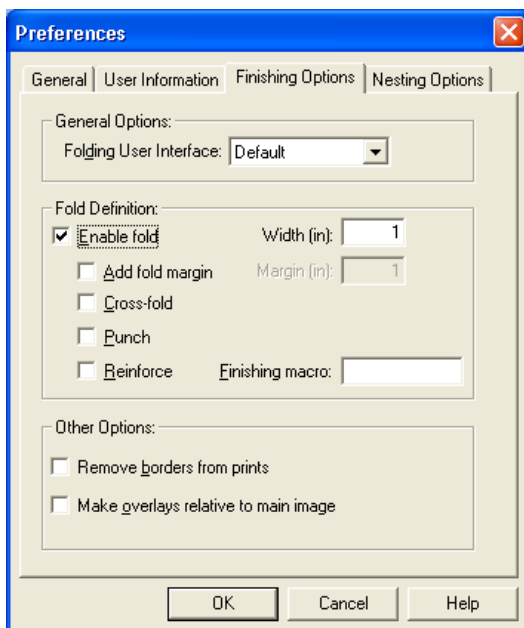 Preferences
General User Information Finishing Options Nesting Options
General Options:
Folding User Interface: Default
Fold Definition:
Enable fold Width (in): 1
Add fold margin Margin (in): 1
Cross-fold
Punch
Reinforce Finishing macro:
Other Options:
Remove borders from prints
Make overlays relative to main image
OK Cancel Help